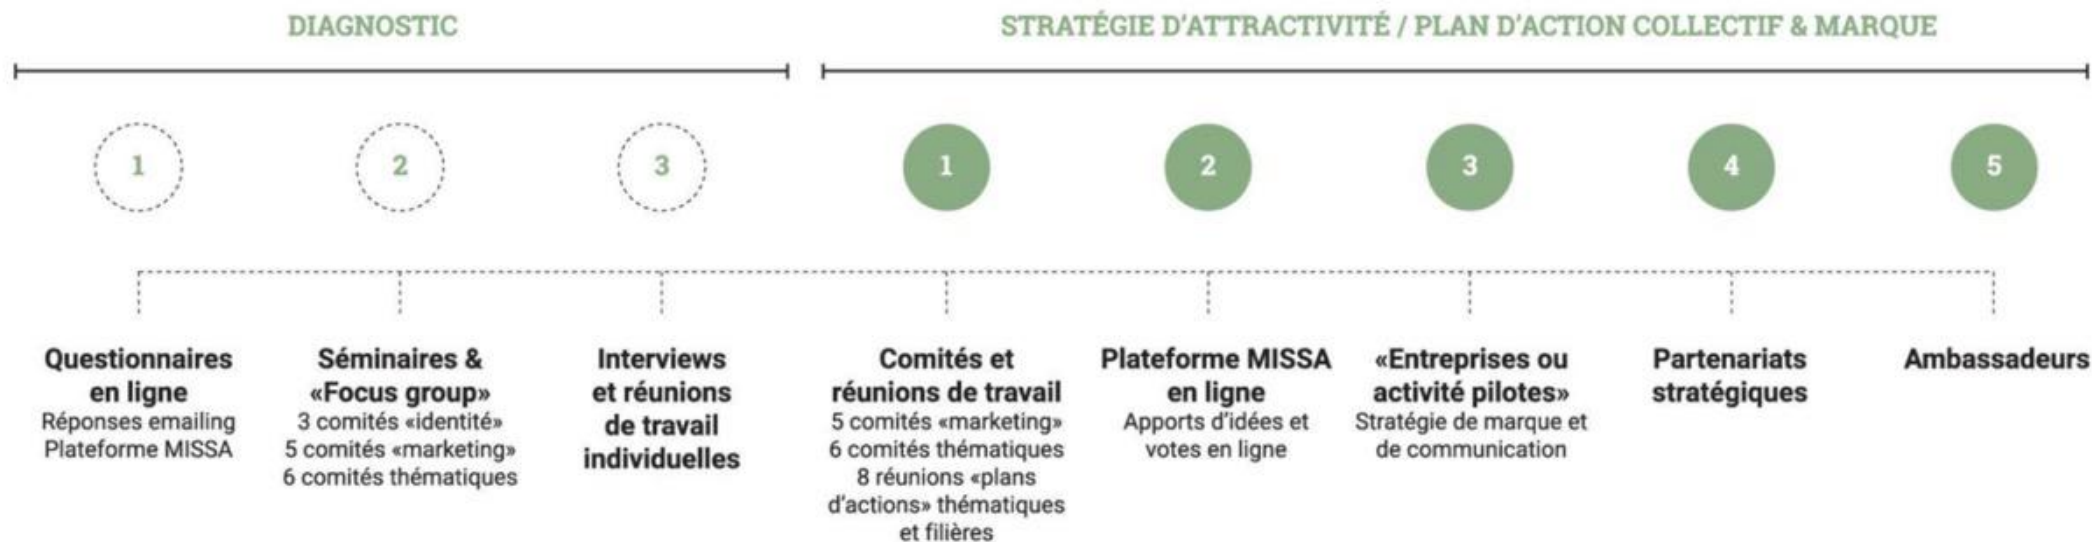 DIAGNOSTIC
STRATÉGIE D'ATTRACTIVITÉ / PLAN D'ACTION COLLECTIF & MARQUE
1
2
3
1
2
3
4
5
Questionnaires
en ligne
Réponses emailing
Plateforme MISSA
Séminaires &
«Focus group»
3 comités «identité»
5 comités «marketing»
6 comités thématiques
Interviews
et réunions
de travail
individuelles
Comités et
réunions de travail
5 comités «marketing»
6 comités thématiques
8 réunions «plans
d'actions» thématiques
et filières
Plateforme MISSA
en ligne
Apports d'idées et
votes en ligne
«Entreprises ou
activité pilotes»
Stratégie de marque et
de communication
Partenariats
stratégiques
Ambassadeurs